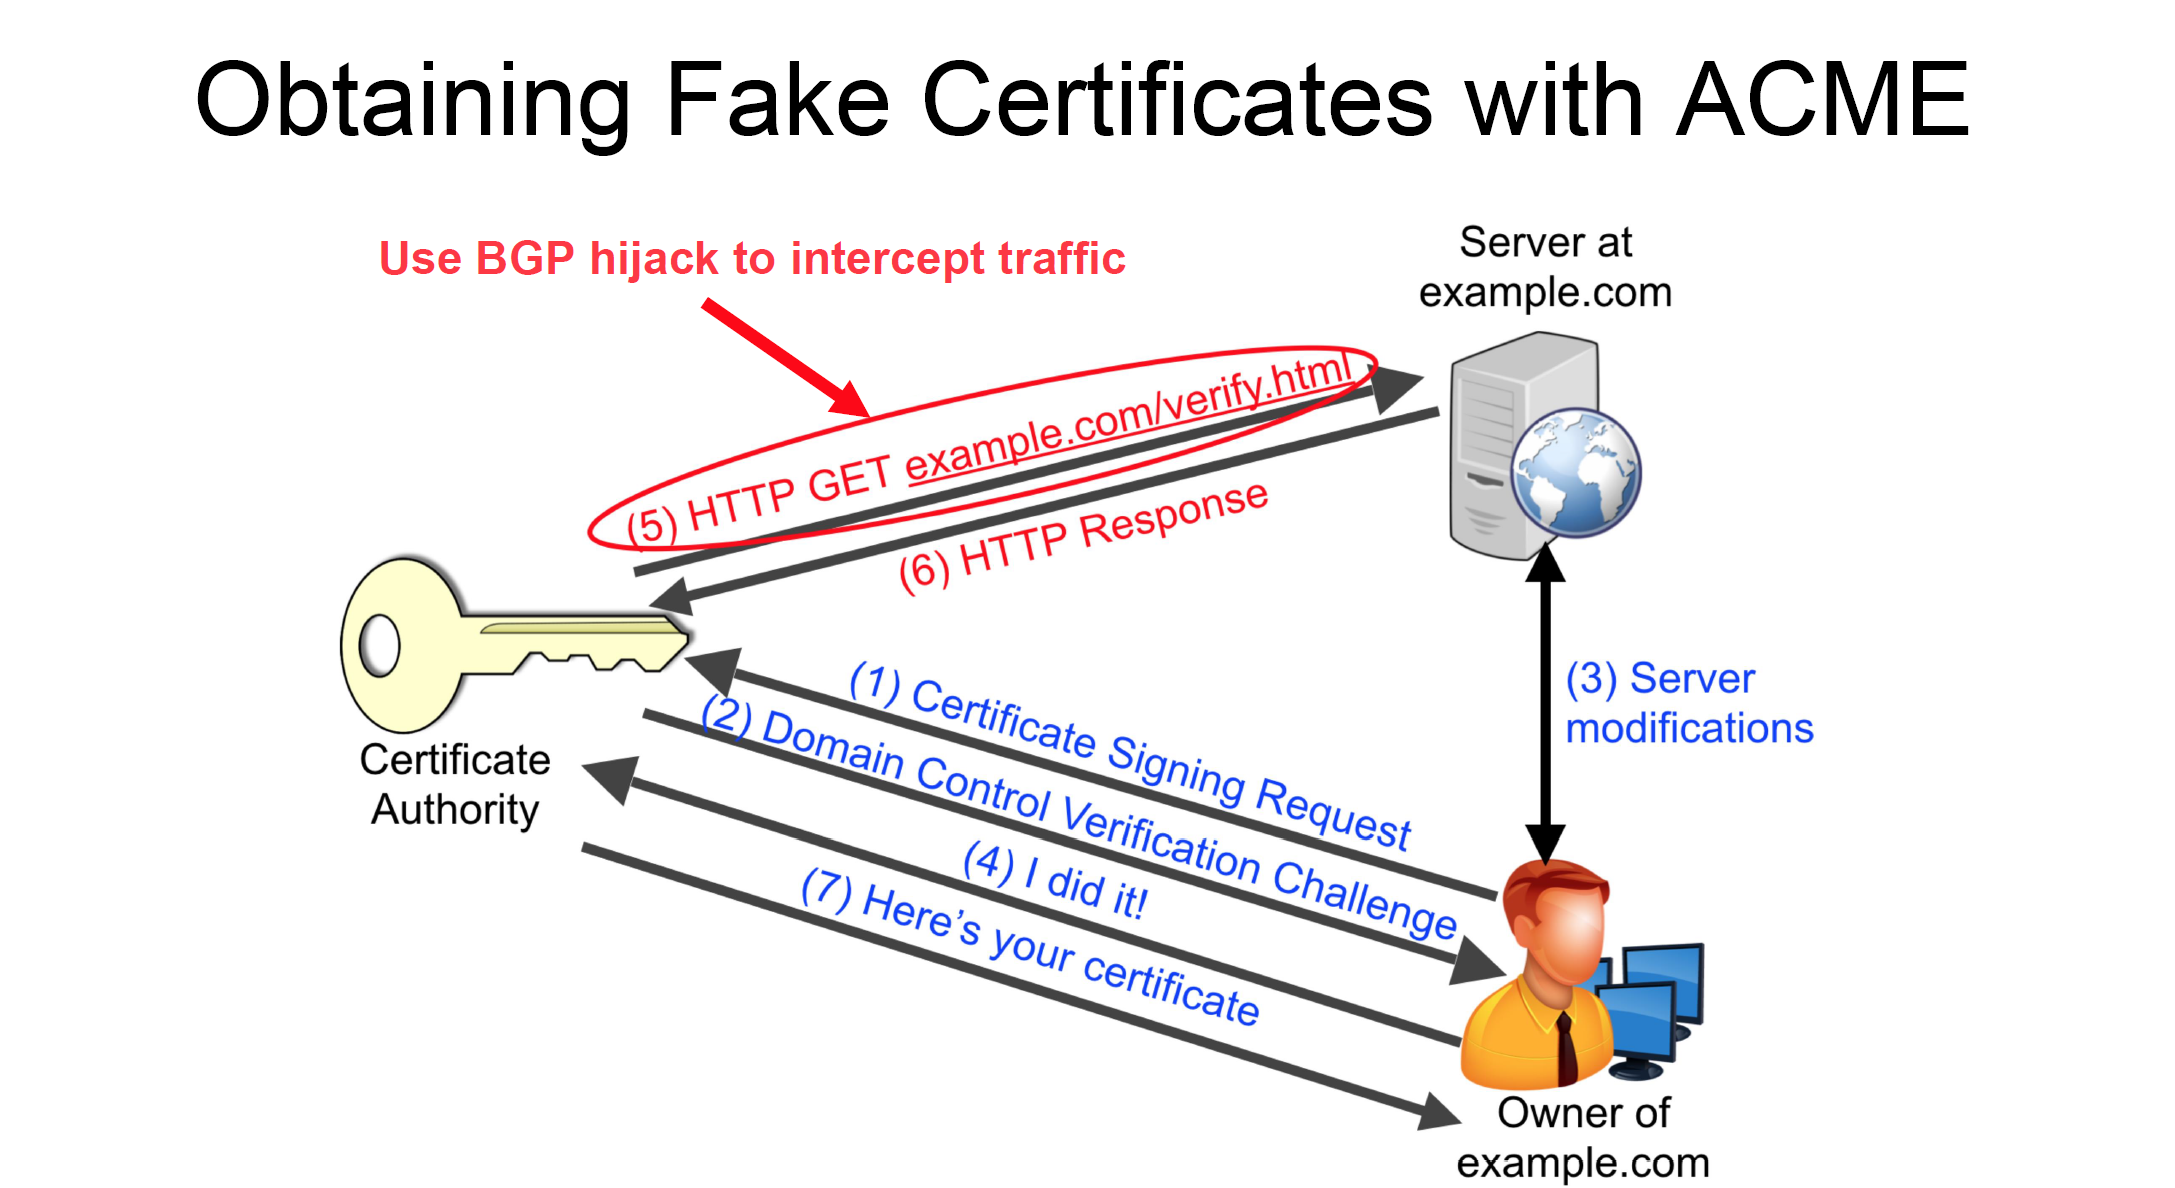 Obtaining Fake Certificates with ACME
Use BGP hijack to intercept traffic
Server at
example.com
(5) HTTP GET example.com/verify.html
(6) HTTP Response
Certificate
Authority
(1) Certificate Signing Request
(2) Domain Control Verification Challenge
(3) Server
modifications
(4) I did it!
(7) Here’s your certificate
Owner of
example.com